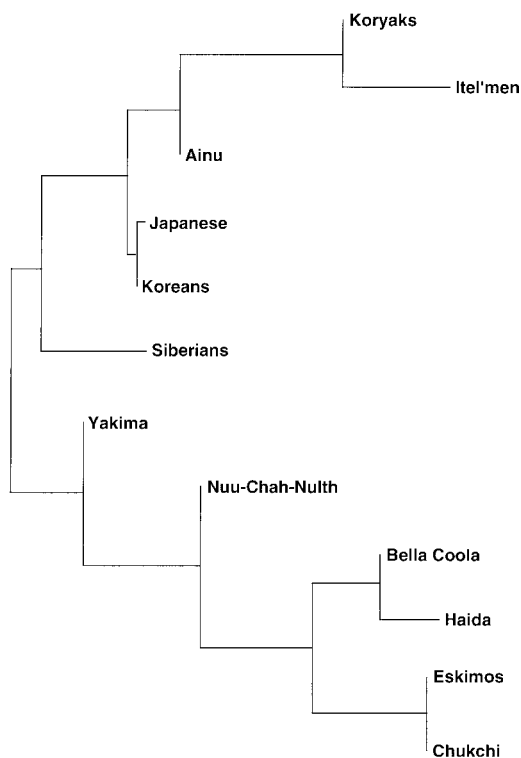 Koryaks
Itel'men
Ainu
Japanese
Koreans
Siberians
Yakima
Nuu-Chah-Nulth
Bella Coola
Haida
Eskimos
Chukchi